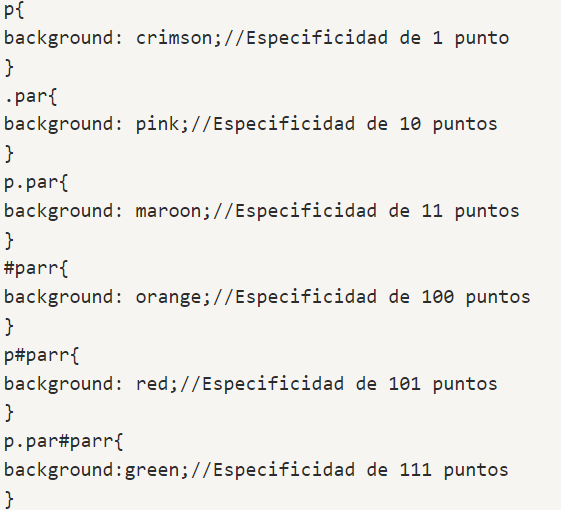 p{
background: crimson;//Especificidad de 1 punto
}
.par{
background: pink;//Especificidad de 10 puntos
}
p.par{
background: maroon;//Especificidad de 11 puntos
}
#parr{
background: orange;//Especificidad de 100 puntos
}
p#parr{
background: red;//Especificidad de 101 puntos
}
p.par#parr{
background:green;//Especificidad de 111 puntos
}